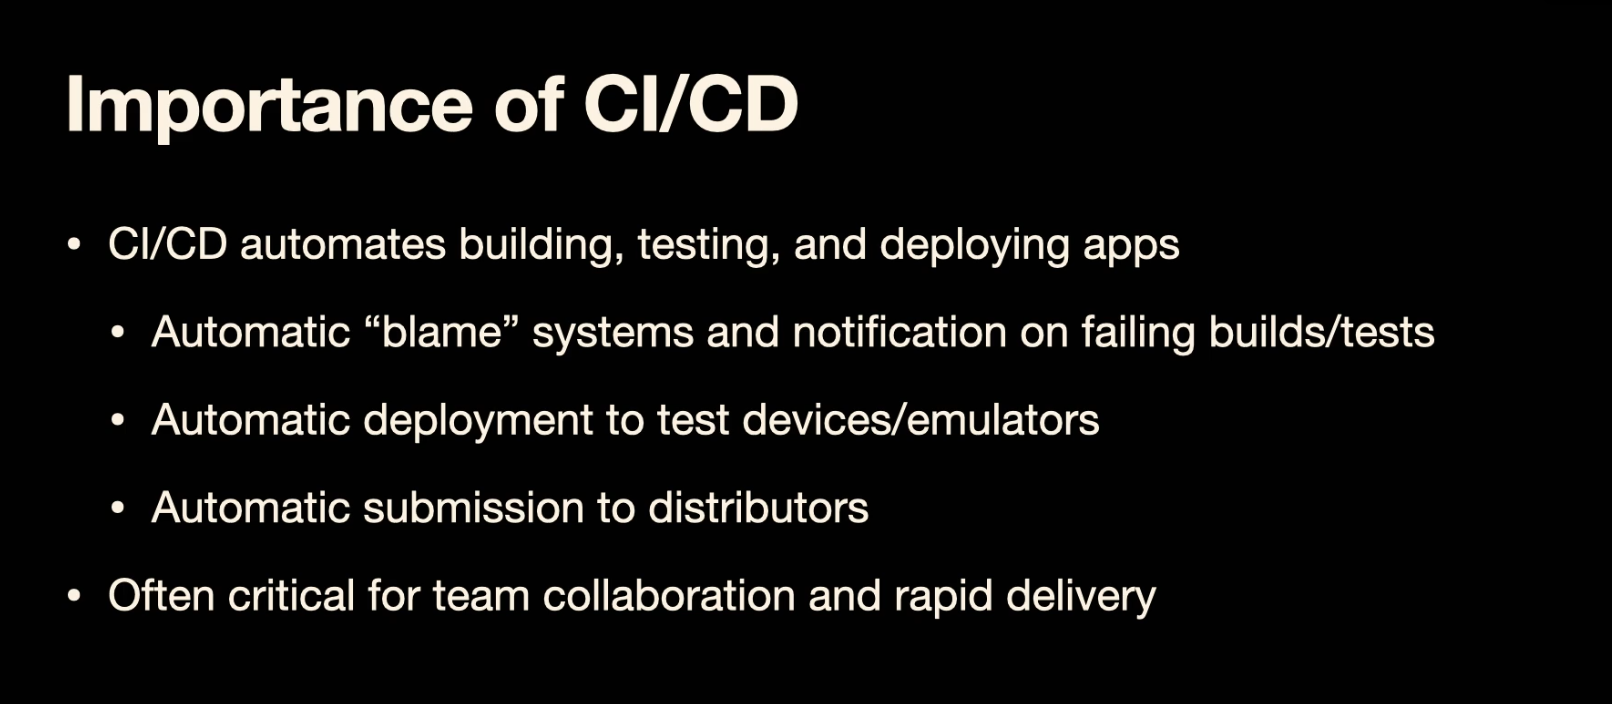 Importance of CI/CD
• CI/CD automates building, testing, and deploying apps
• Automatic “blame” systems and notification on failing builds/tests
• Automatic deployment to test devices/emulators
• Automatic submission to distributors
• Often critical for team collaboration and rapid delivery